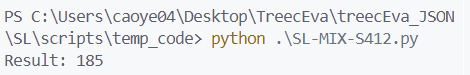 PS C:\Users\caoye04\Desktop\TreecEva\treecEva_JSON
\SL\scripts\temp_code> python .\SL-MIX-S412.py
Result: 185